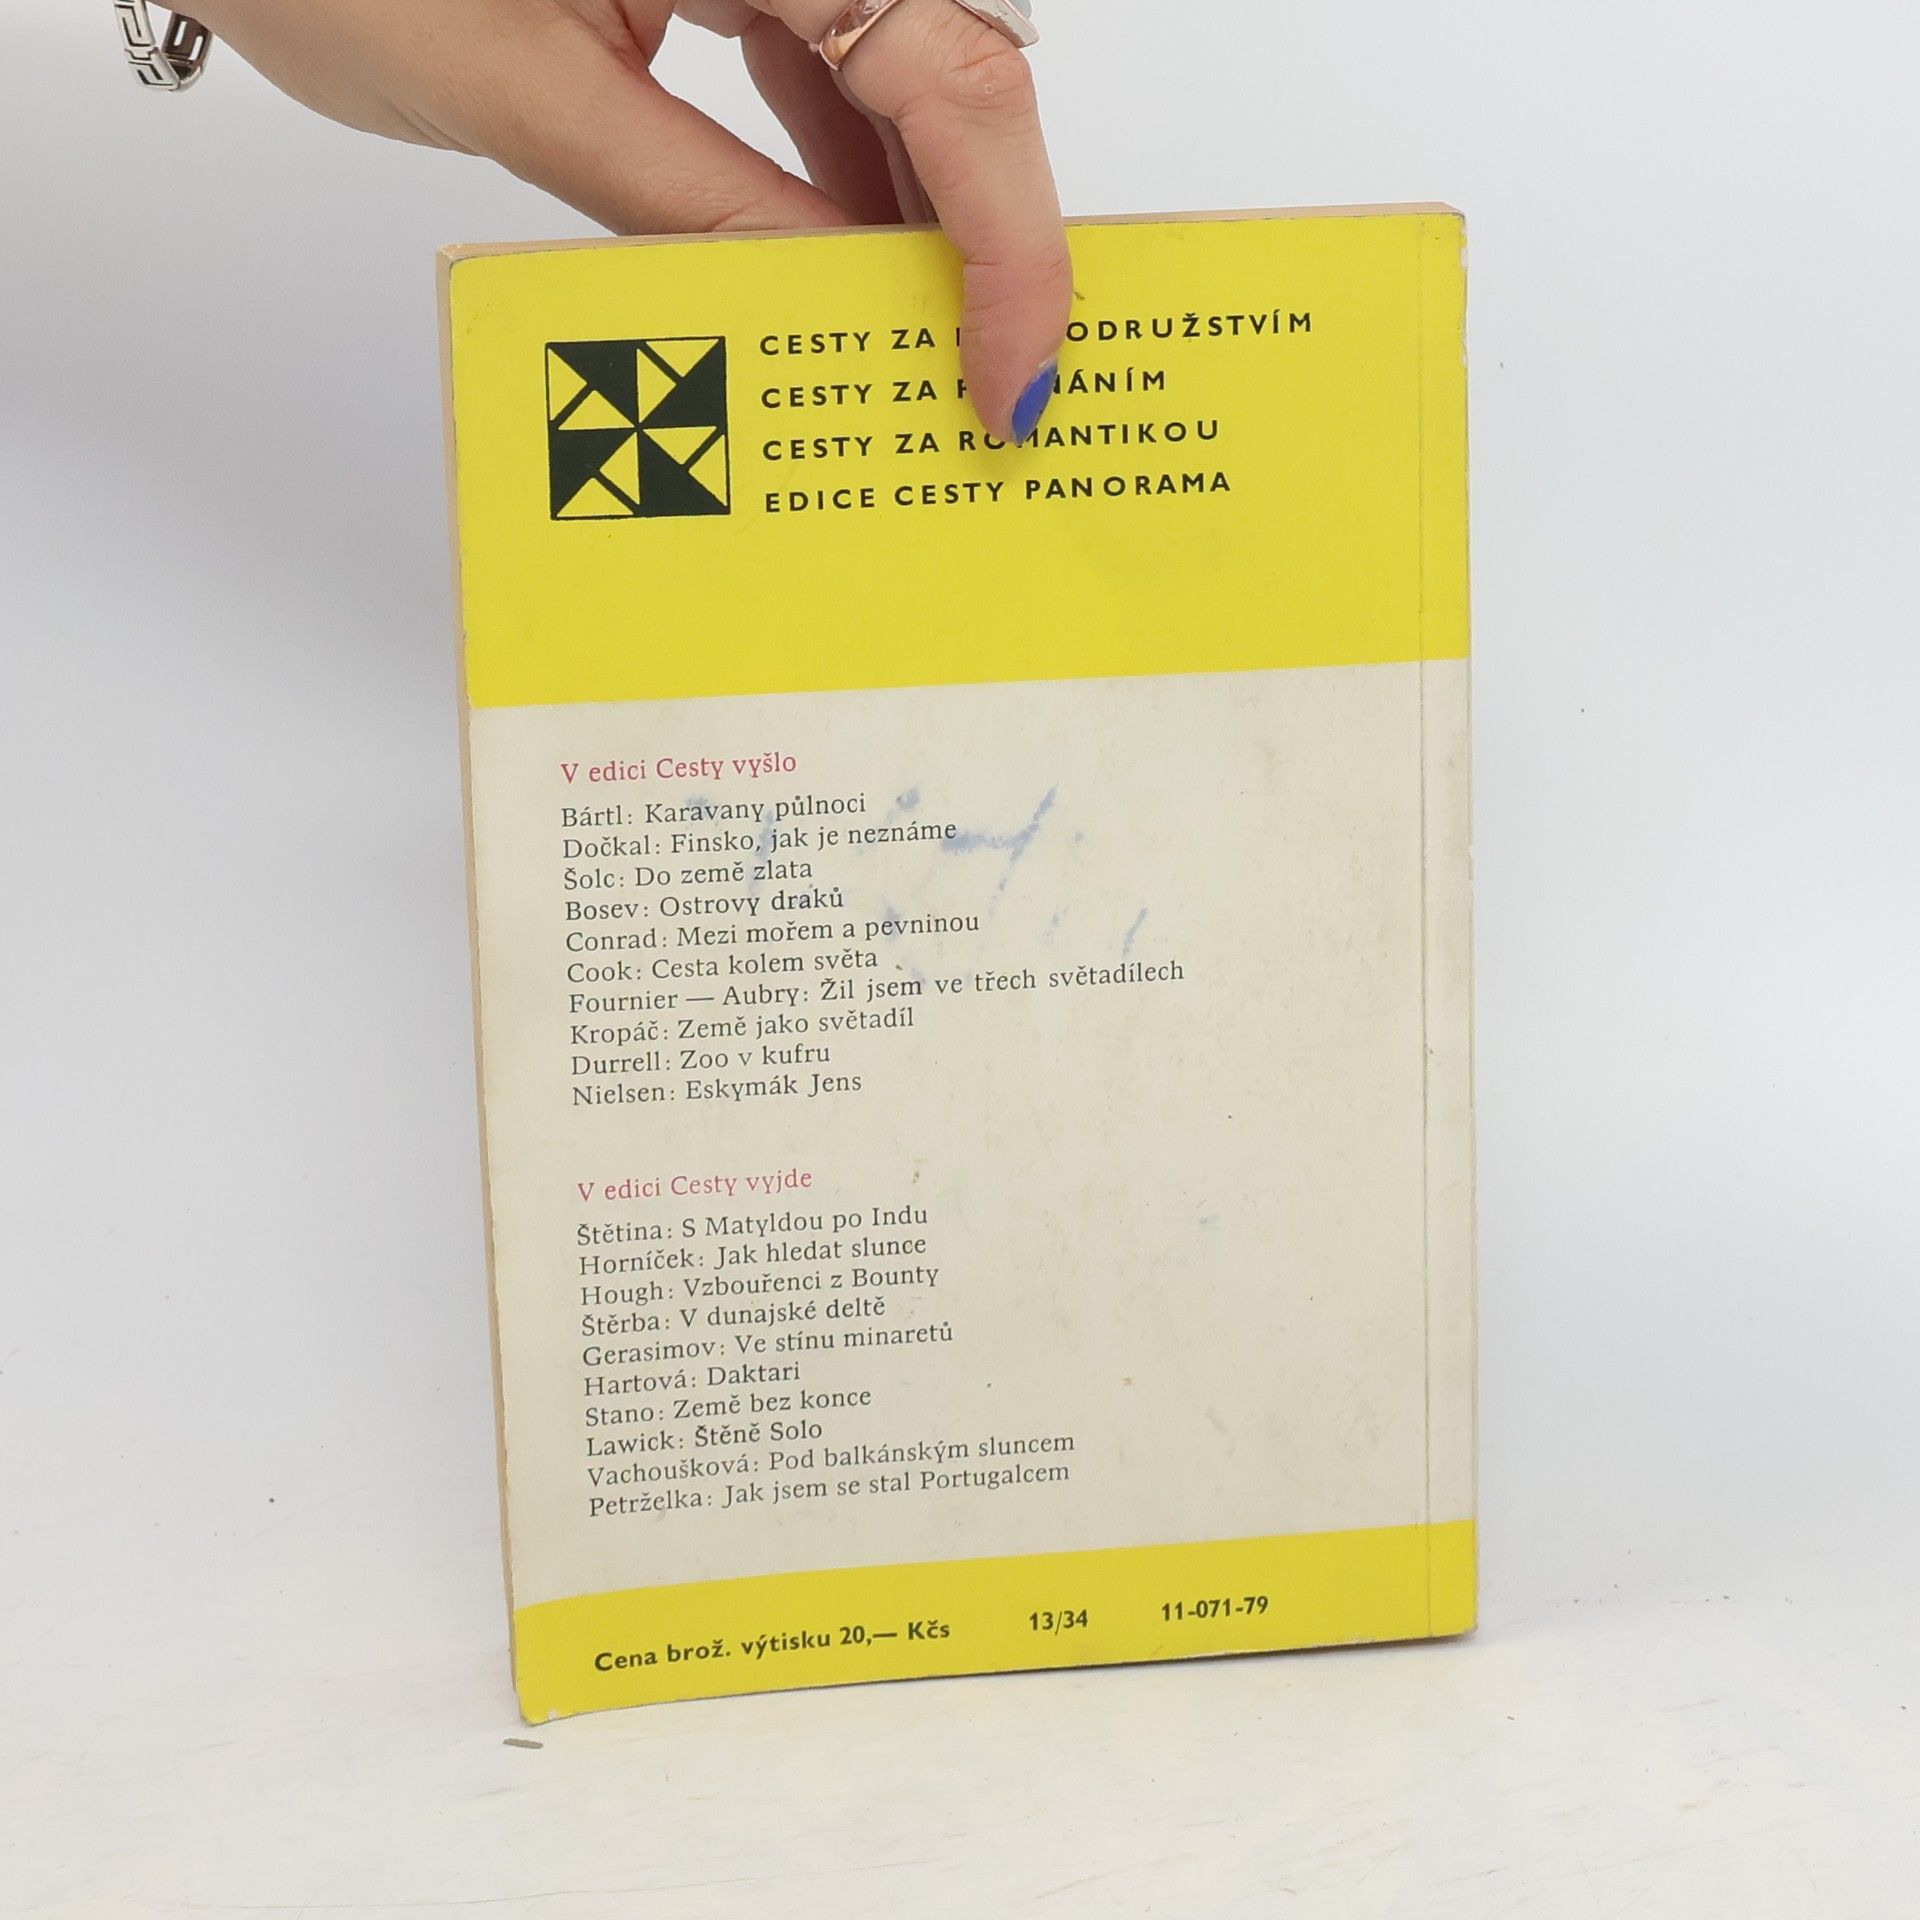 CESTY ZA ODRUŽSTVÍM
CESTY ZA NÁNÍM
CESTY ZA ROMANTIKOU
EDICE CESTY PANORAMA
V edici Cesty vyšlo
Bártl: Karavany půlnoci
Dočkal: Finsko, jak je neznáme
Šolc: Do země zlata
Bosev: Ostrovy draků
Conrad: Mezi mořem a pevninou
Cook: Cesta kolem světa
Fournier — Aubry: Žil jsem ve třech světadílech
Kropáč: Země jako světadíl
Durrell: Zoo v kufru
Nielsen: Eskymák Jens
V edici Cesty vyjde
Štětina: S Matyldou po Indu
Horníček: Jak hledat slunce
Hough: Vzbouřenci z Bounty
Štěrba: V dunajské deltě
Gerasimov: Ve stínu minaretů
Hartová: Daktari
Stano: Země bez konce
Lawick: Štěně Solo
Vachoušková: Pod balkánským sluncem
Petrželka: Jak jsem se stal Portugalcem
Cena brož. výtisku 20,— Kčs 13/34 11-071-79